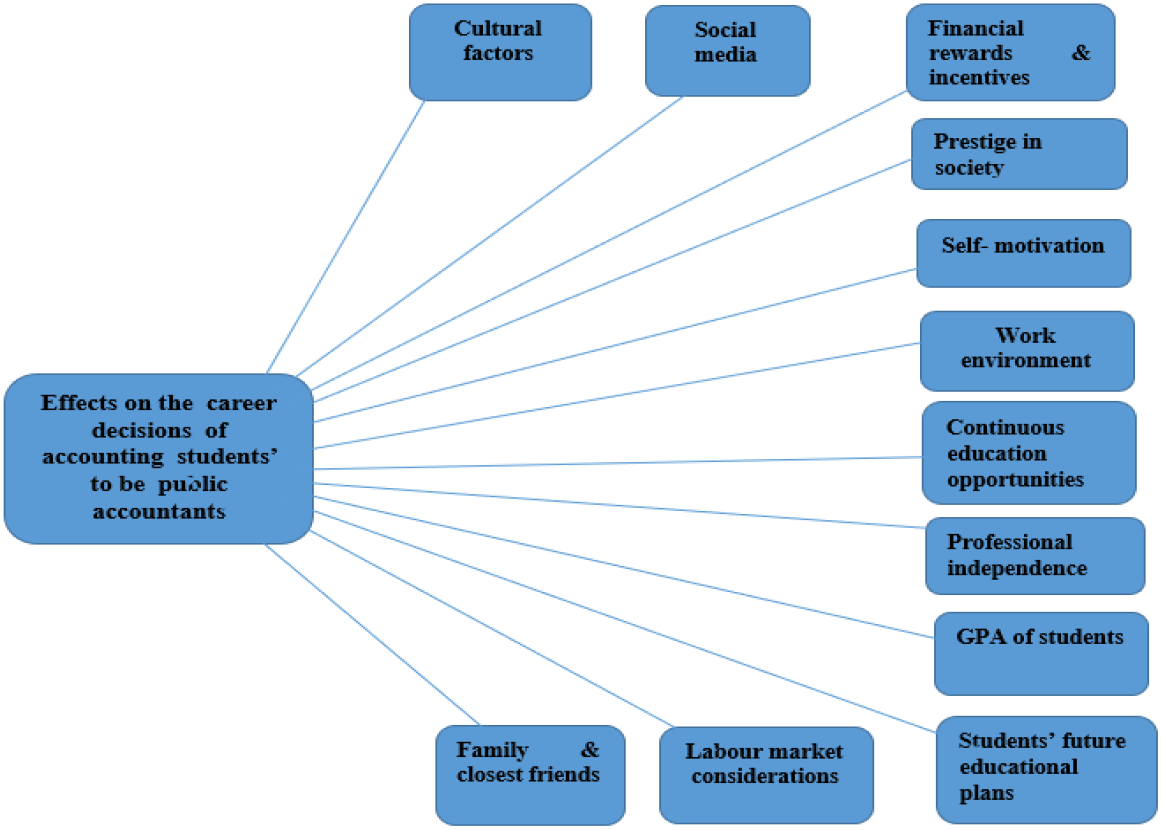 Cultural
factors
Social
media
Financial
rewards &
incentives
Prestige in
society
Self- motivation
Work
environment
Effects on the career
decisions of
accounting students’
to be public
accountants
Continuous
education
opportunities
Professional
independence
GPA of students
Students’ future
educational
plans
Family &
closest friends
Labour market
considerations